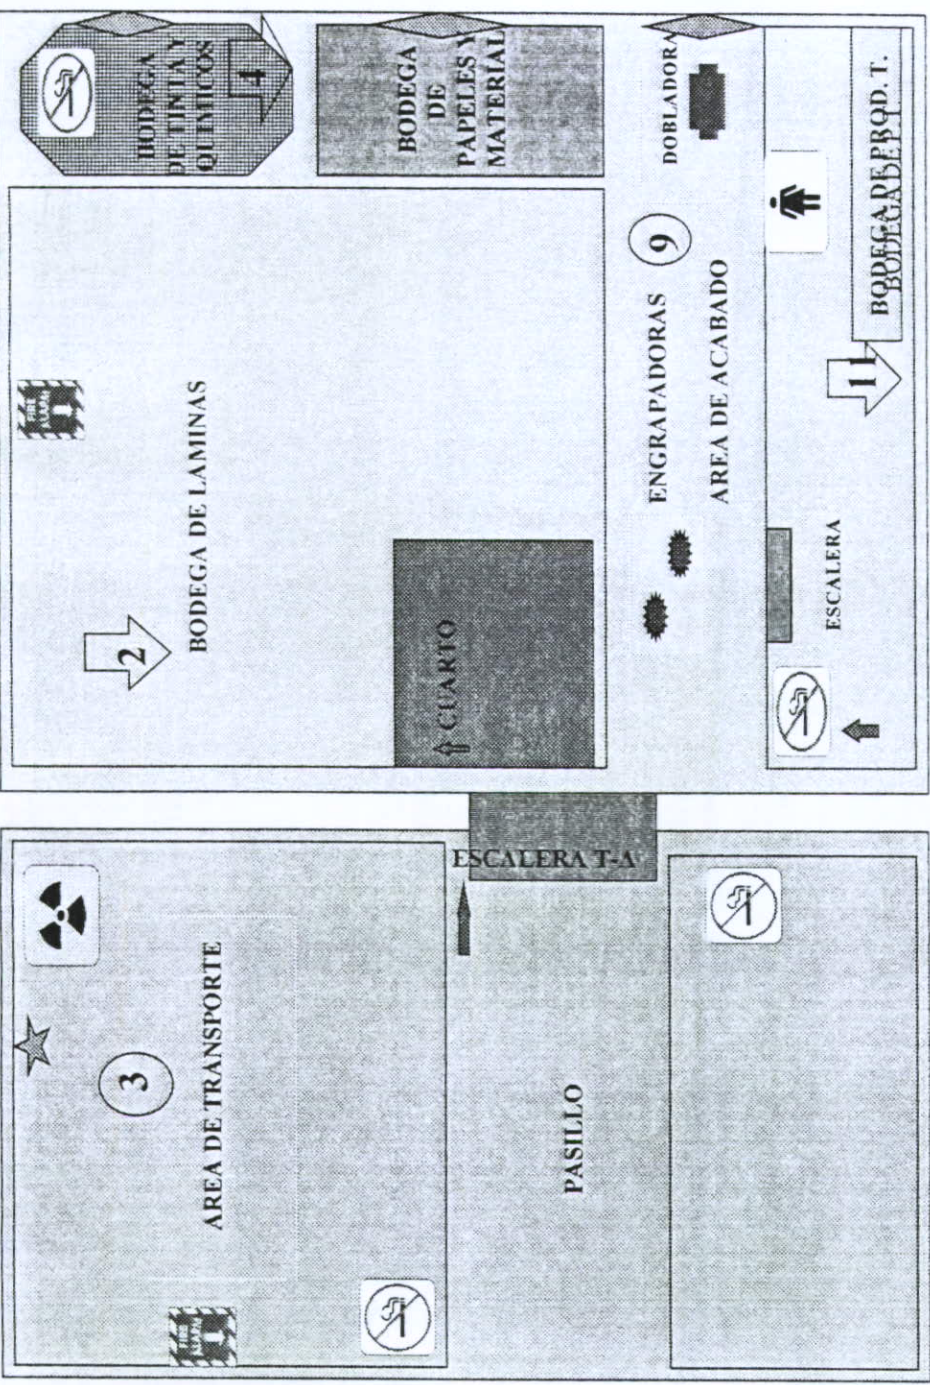 3
AREA DE TRANSPORTE
PASILLO
ESCALERA T-A
2
BODEGA DE LAMINAS
CUARTO
BODEGA
DE TINTA Y
QUIMICOS
4
BODEGA
DE
PAPELES Y
MATERIAL
ENGRAPADORAS
9
DOBLADORA
AREA DE ACABADO
ESCALERA
11
BODEGA DE PROD. T.